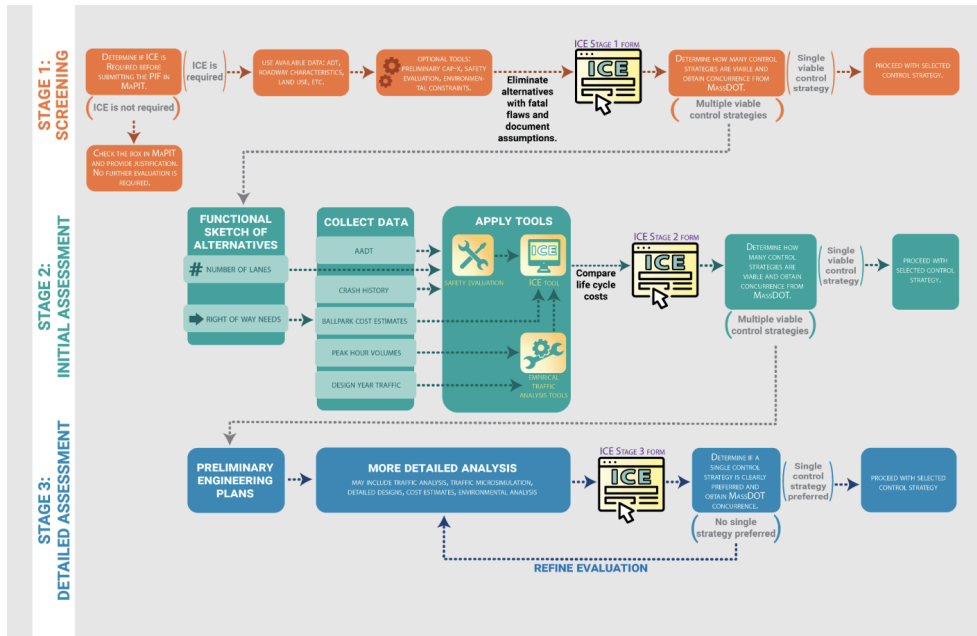 STAGE 1:
SCREENING
DETERMINE IF ICE IS
REQUIRED BEFORE
SUBMITTING THE PIF IN
MAPIT.
(ICE is
required)
(ICE is not required)
CHECK THE BOX IN MAPIT
AND PROVIDE JUSTIFICATION.
NO FURTHER EVALUATION IS
REQUIRED.
USE AVAILABLE DATA: ADT,
ROADWAY CHARACTERISTICS,
LAND USE, ETC.
OPTIONAL TOOLS:
PRELIMINARY CAP-X, SAFETY
EVALUATION, ENVIRONMEN-
TAL CONSTRAINTS.
Eliminate
alternatives
with fatal
flaws and
document
assumptions.
ICE STAGE 1 FORM
ICE
DETERMINE HOW MANY CONTROL
STRATEGIES ARE VIABLE AND
OBTAIN CONCURRENCE FROM
MASSDOT.
(Single
viable
control
strategy)
(Multiple viable
control strategies)
PROCEED WITH
SELECTED CONTROL STRATEGY.
STAGE 2:
INITIAL ASSESSMENT
FUNCTIONAL
SKETCH OF
ALTERNATIVES
# NUMBER OF LANES
RIGHT OF WAY NEEDS
COLLECT DATA
AADT
CRASH HISTORY
BALLPARK COST ESTIMATES
PEAK HOUR VOLUMES
DESIGN YEAR TRAFFIC
APPLY TOOLS
SAFETY EVALUATION
ICE
ICE TOOL
EMPIRICAL
TRAFFIC
ANALYSIS TOOLS
Compare
life cycle
costs
ICE STAGE 2 FORM
ICE
DETERMINE HOW
MANY CONTROL
STRATEGIES ARE
VIABLE AND OBTAIN
CONCURRENCE FROM
MASSDOT.
(Single
viable
control
strategy)
(Multiple viable
control strategies)
PROCEED WITH
SELECTED CONTROL
STRATEGY.
STAGE 3:
DETAILED ASSESSMENT
PRELIMINARY
ENGINEERING
PLANS
MORE DETAILED ANALYSIS
MAY INCLUDE TRAFFIC ANALYSIS, TRAFFIC MICROSIMULATION,
DETAILED DESIGNS, COST ESTIMATES, ENVIRONMENTAL ANALYSIS
ICE STAGE 3 FORM
ICE
DETERMINE IF A
SINGLE CONTROL
STRATEGY IS CLEARLY
PREFERRED AND
OBTAIN MASSDOT
CONCURRENCE.
(Single
control
strategy
preferred)
(No single
strategy preferred)
PROCEED WITH SELECTED
CONTROL STRATEGY
REFINE EVALUATION